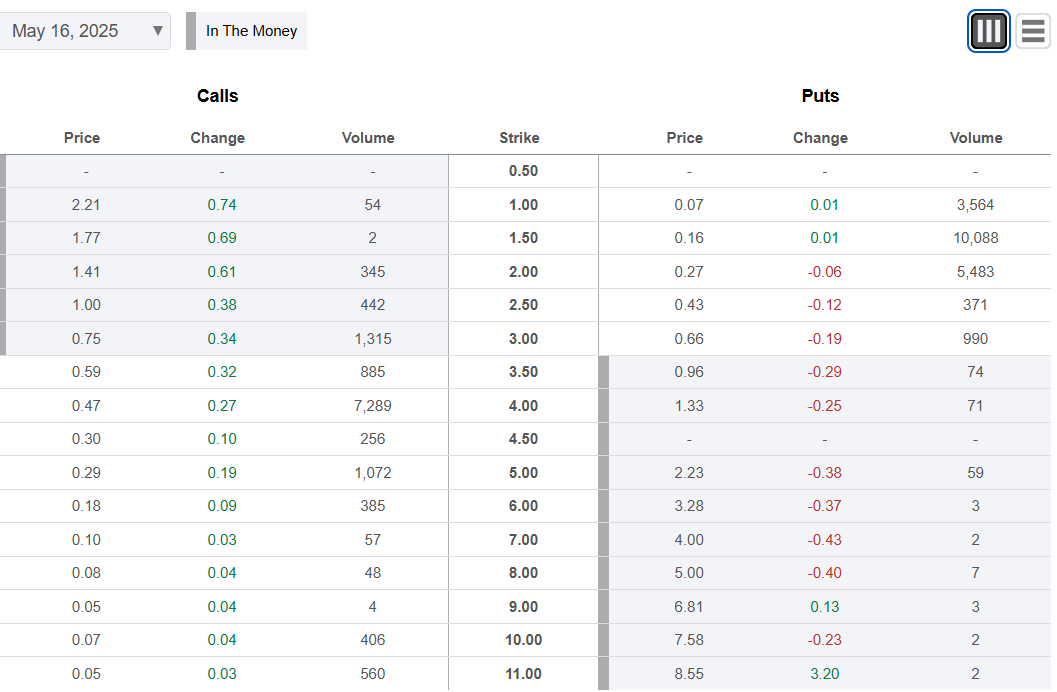 May 16, 2025 ▼ In The Money
Calls Puts
Price Change Volume Strike Price Change Volume
- - - 0.50 - - -
2.21 0.74 54 1.00 0.07 0.01 3,564
1.77 0.69 2 1.50 0.16 0.01 10,088
1.41 0.61 345 2.00 0.27 -0.06 5,483
1.00 0.38 442 2.50 0.43 -0.12 371
0.75 0.34 1,315 3.00 0.66 -0.19 990
0.59 0.32 885 3.50 0.96 -0.29 74
0.47 0.27 7,289 4.00 1.33 -0.25 71
0.30 0.10 256 4.50 - - -
0.29 0.19 1,072 5.00 2.23 -0.38 59
0.18 0.09 385 6.00 3.28 -0.37 3
0.10 0.03 57 7.00 4.00 -0.43 2
0.08 0.04 48 8.00 5.00 -0.40 7
0.05 0.04 4 9.00 6.81 0.13 3
0.07 0.04 406 10.00 7.58 -0.23 2
0.05 0.03 560 11.00 8.55 3.20 2